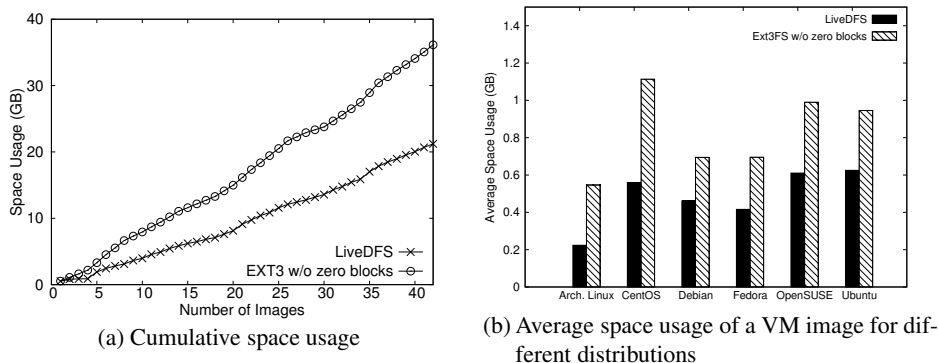 40
30
20
10
0
Space Usage (GB)
0 5 10 15 20 25 30 35 40
Number of Images
LiveDFS
EXT3 w/o zero blocks
(a) Cumulative space usage
LiveDFS
Ext3FS w/o zero blocks
1.4
1.2
1
0.8
0.6
0.4
0.2
0
Average Space Usage (GB)
Arch. Linux CentOS Debian Fedora OpenSUSE Ubuntu
(b) Average space usage of a VM image for dif-
ferent distributions